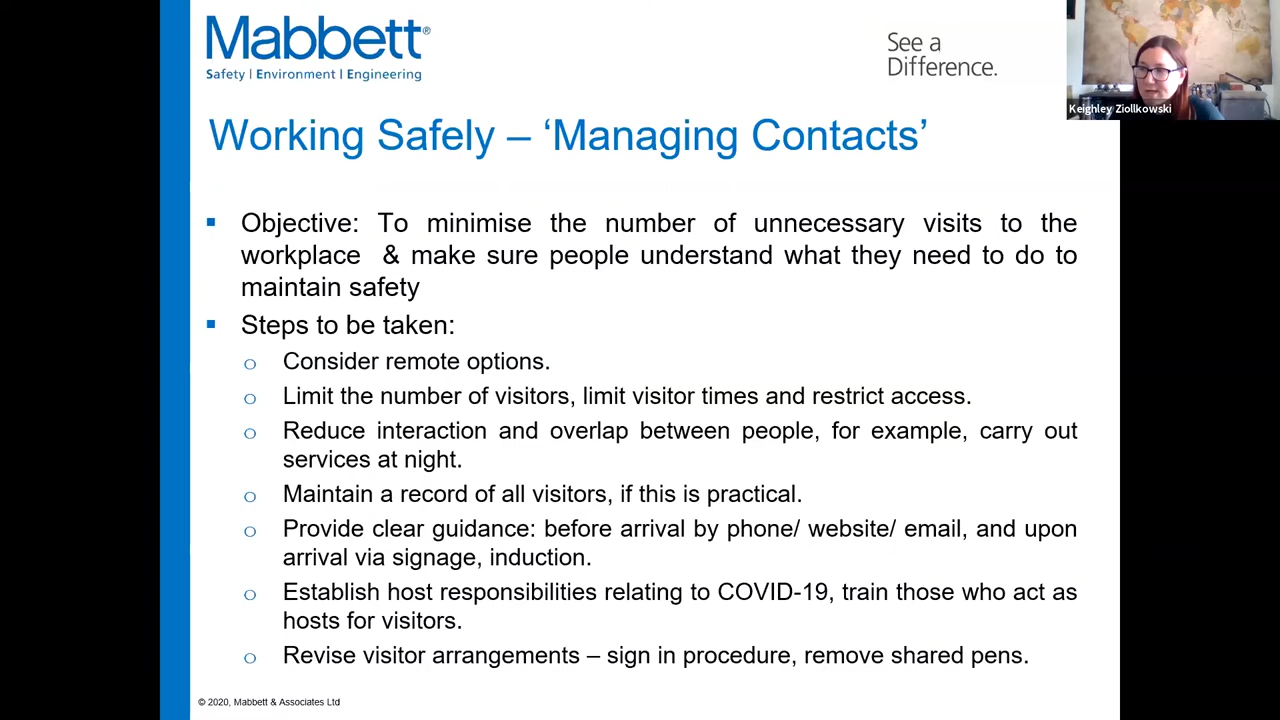 Mabbett®
Safety | Environment | Engineering
See a
Difference.
Keighley Ziollkowski
Working Safely – ‘Managing Contacts’
▪ Objective: To minimise the number of unnecessary visits to the
workplace & make sure people understand what they need to do to
maintain safety
▪ Steps to be taken:
o Consider remote options.
o Limit the number of visitors, limit visitor times and restrict access.
o Reduce interaction and overlap between people, for example, carry out
services at night.
o Maintain a record of all visitors, if this is practical.
o Provide clear guidance: before arrival by phone/ website/ email, and upon
arrival via signage, induction.
o Establish host responsibilities relating to COVID-19, train those who act as
hosts for visitors.
o Revise visitor arrangements – sign in procedure, remove shared pens.
© 2020, Mabbett & Associates Ltd